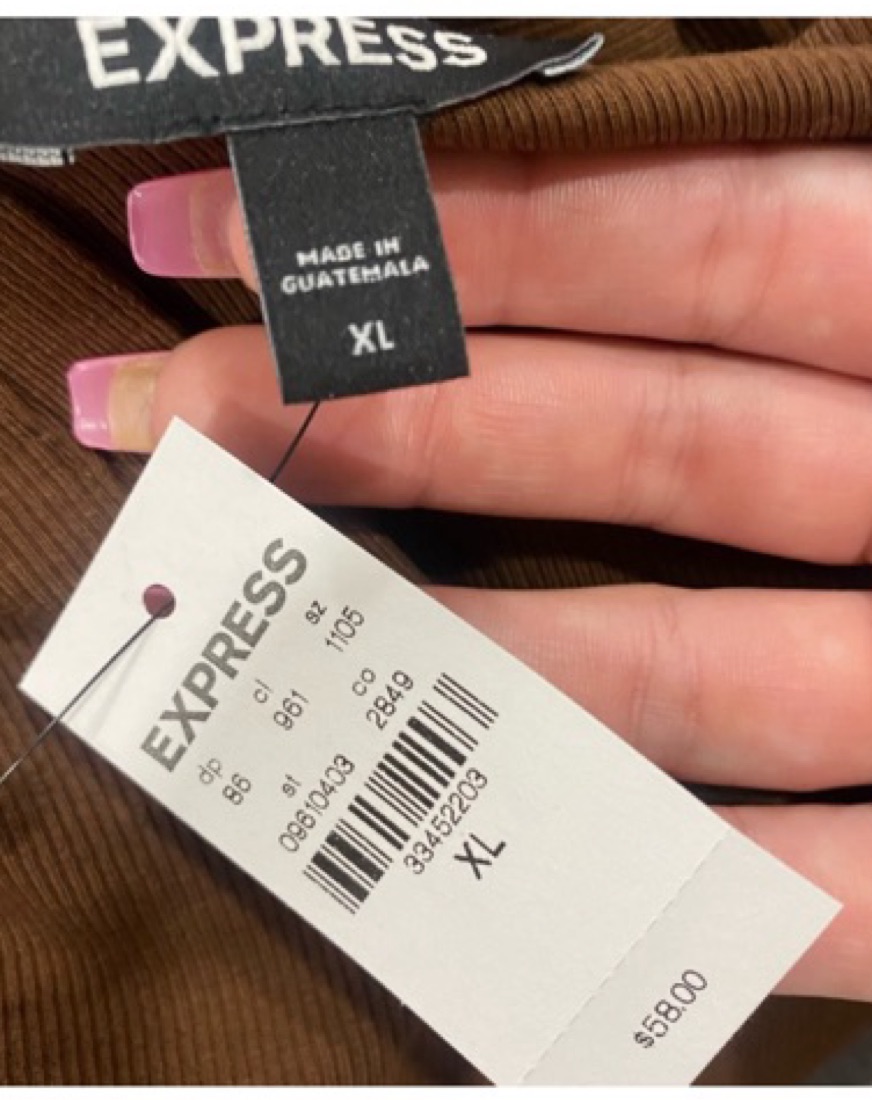 EXPRESS
MADE IN
GUATEMALA
XL
EXPRESS
dp cl sz
86 961 1105
st co
09610403 2849
33452203
XL
$58.00